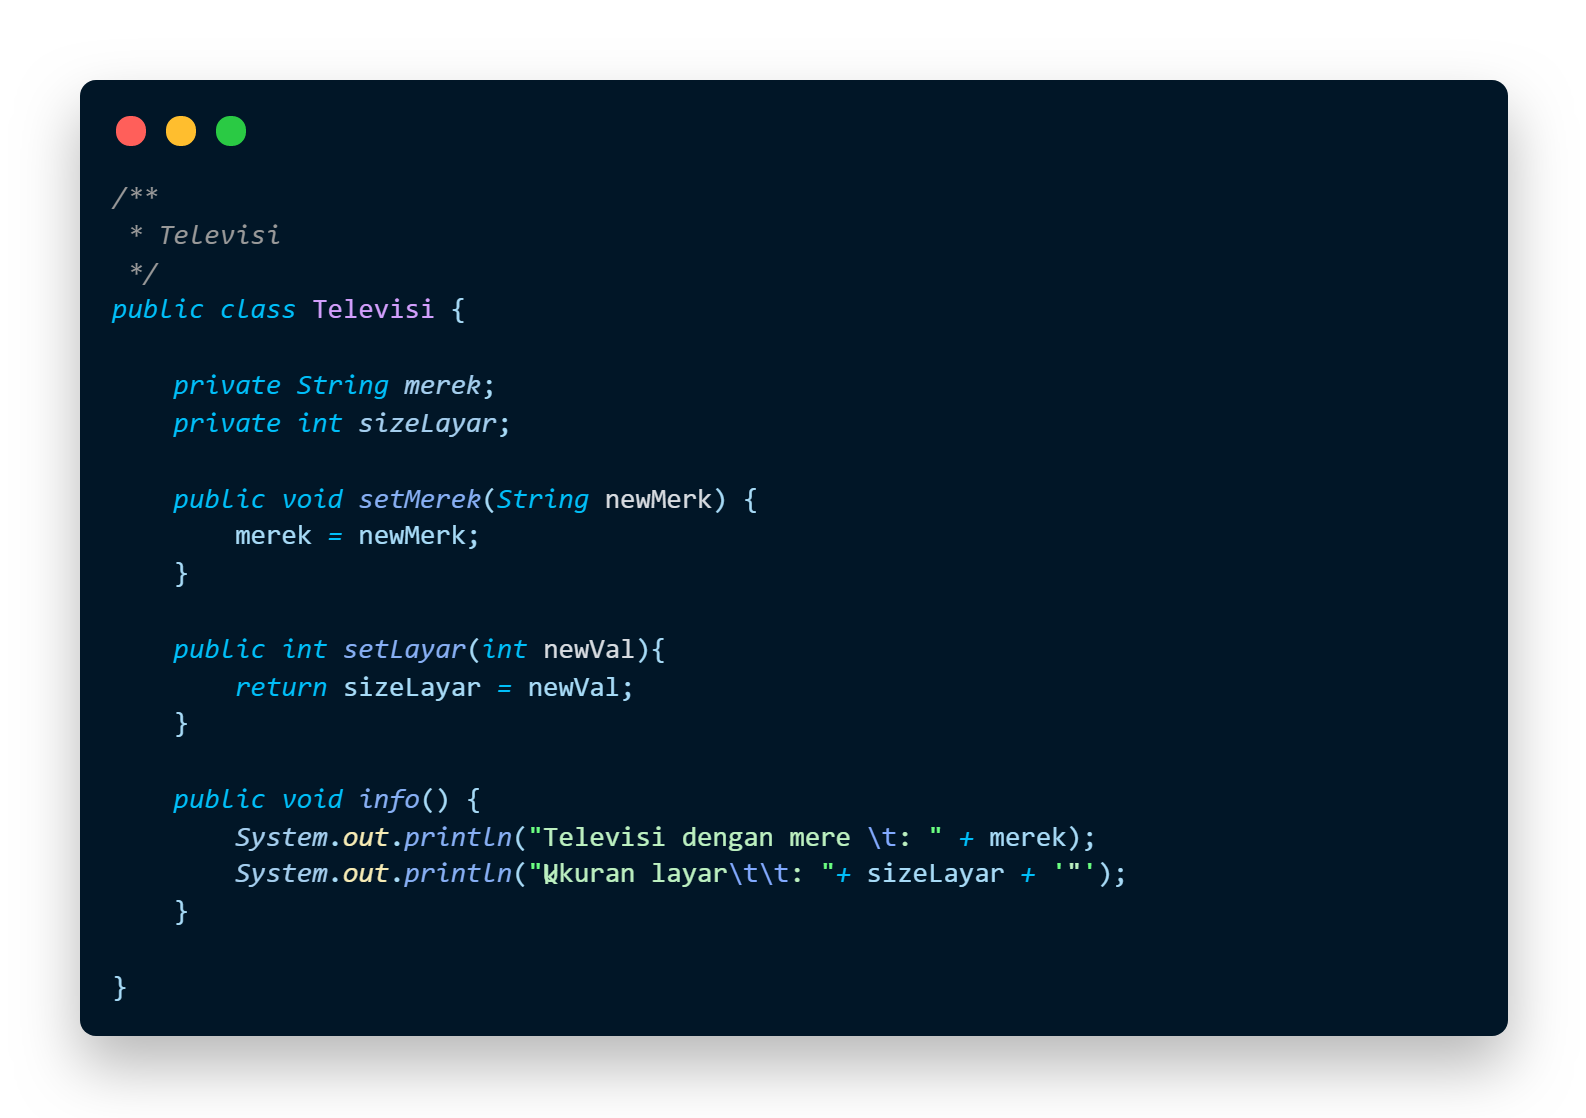 /**
 * Televisi
 */
public class Televisi {

    private String merek;
    private int sizeLayar;

    public void setMerek(String newMerk) {
        merek = newMerk;
    }

    public int setLayar(int newVal){
        return sizeLayar = newVal;
    }

    public void info() {
        System.out.println("Televisi dengan mere \t: " + merek);
        System.out.println("Ukuran layar\t\t: "+ sizeLayar + '"');
    }

}